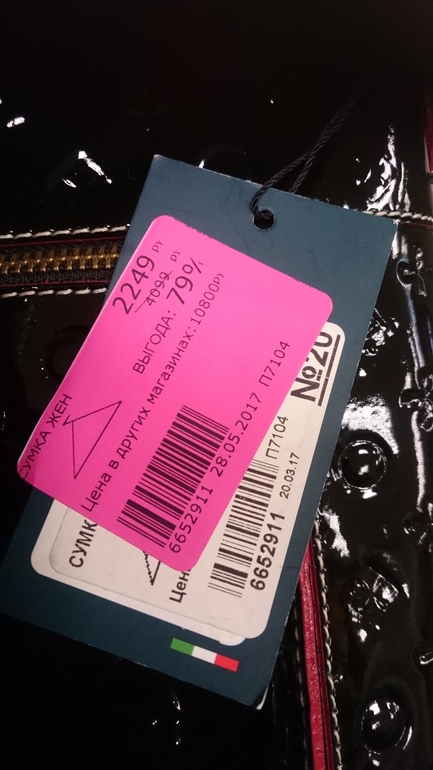 2249 РУ
4099 РУ
ВЫГОДА: 79%
Цена в других магазинах:10800РУ
СУМКА ЖЕН
6652911 28.05.2017 П7104
№20
СУМК
Цен
П7104
6652911 20.03.17